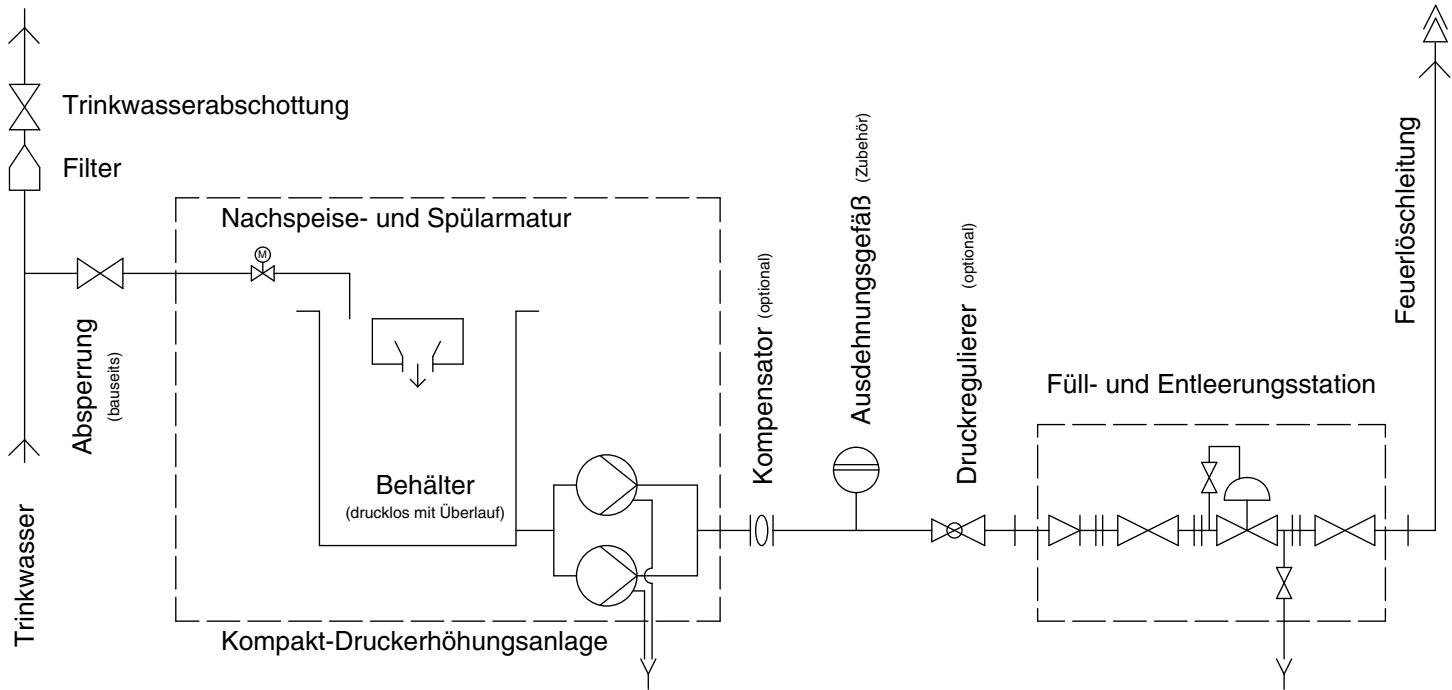 Trinkwasserabschottung
Filter
Nachspeise- und Spülarmatur
M
Absperrung
(bauseits)
Trinkwasser
Behälter
(drucklos mit Überlauf)
Kompakt-Druckerhöhungsanlage
Kompensator (optional)
Ausdehnungsgefäß (Zubehör)
Druckregulierer (optional)
Füll- und Entleerungsstation
Feuerlöschleitung